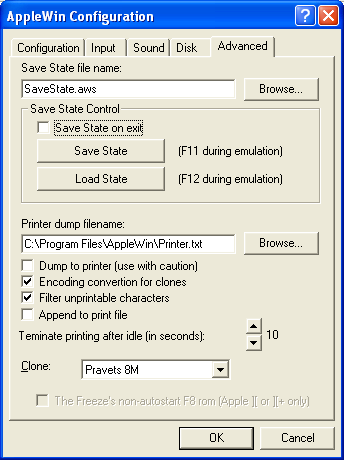 AppleWin Configuration
Configuration Input Sound Disk Advanced
Save State file name:
SaveState.aws Browse...
Save State Control
Save State on exit
Save State (F11 during emulation)
Load State (F12 during emulation)
Printer dump filename:
C:\Program Files\AppleWin\Printer.txt Browse...
Dump to printer (use with caution)
Encoding convertion for clones
Filter unprintable characters
Append to print file
Teminate printing after idle (in seconds): 10
Clone: Pravets 8M
The Freeze's non-autostart F8 rom (Apple ][ or ][+ only)
OK Cancel